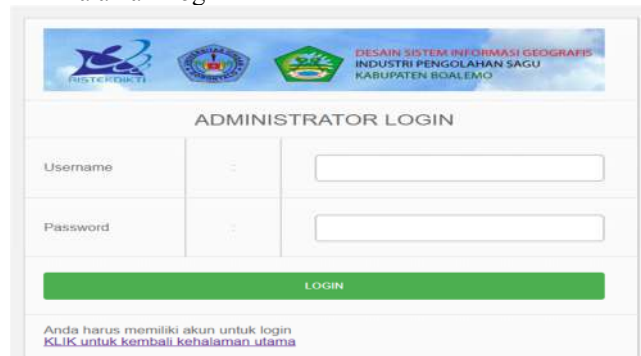 RISTEKDIKTI
DESAIN SISTEM INFORMASI GEOGRAFIS
INDUSTRI PENGOLAHAN SAGU
KABUPATEN BOALEMO
ADMINISTRATOR LOGIN
Username :
Password :
LOGIN
Anda harus memiliki akun untuk login
KLIK untuk kembali kehalaman utama